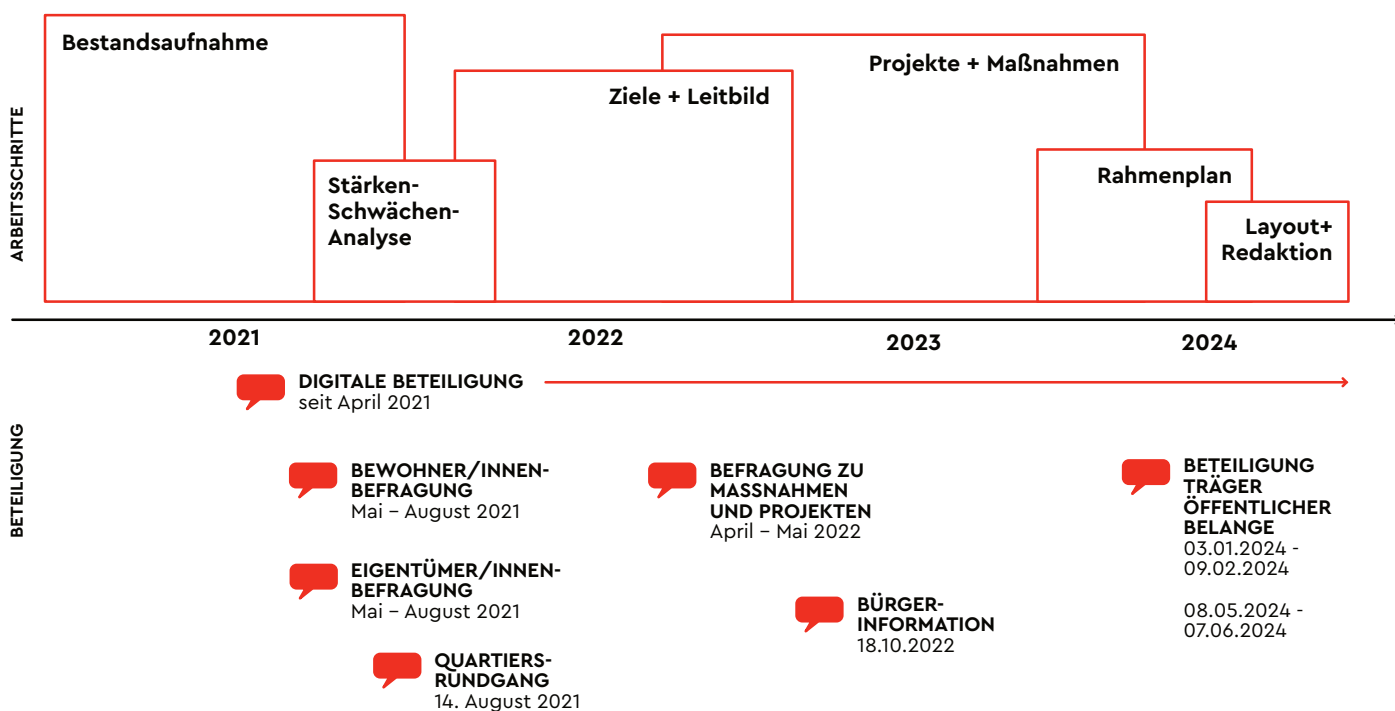 ARBEITSSCHRITTE
Bestandsaufnahme
Stärken-
Schwächen-
Analyse
Ziele + Leitbild
Projekte + Maßnahmen
Rahmenplan
Layout+
Redaktion
2021
2022
2023
2024
BETEILIGUNG
DIGITALE BETEILIGUNG
seit April 2021
BEWOHNER/INNEN-
BEFRAGUNG
Mai – August 2021
EIGENTÜMER/INNEN-
BEFRAGUNG
Mai – August 2021
QUARTIERS-
RUNDGANG
14. August 2021
BEFRAGUNG ZU
MASSNAHMEN
UND PROJEKTEN
April – Mai 2022
BÜRGER-
INFORMATION
18.10.2022
BETEILIGUNG
TRÄGER
ÖFFENTLICHER
BELANGE
03.01.2024 -
09.02.2024
08.05.2024 -
07.06.2024